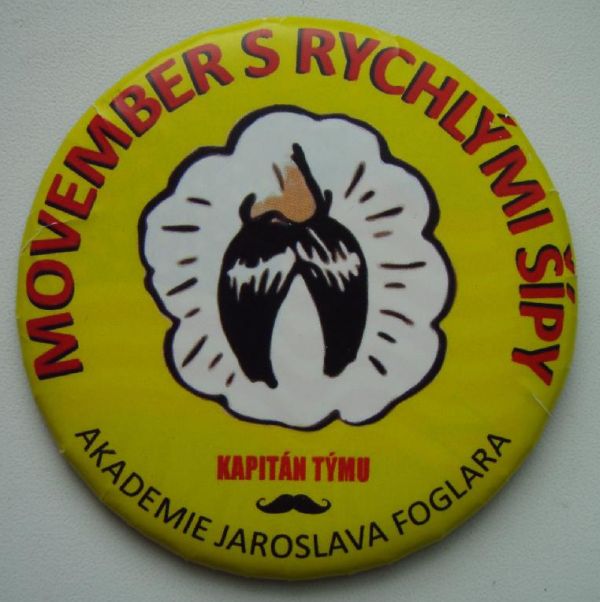 MOVEMBER S RYCHLÝMI ŠÍPY
KAPITÁN TÝMU
AKADEMIE JAROSLAVA FOGLARA